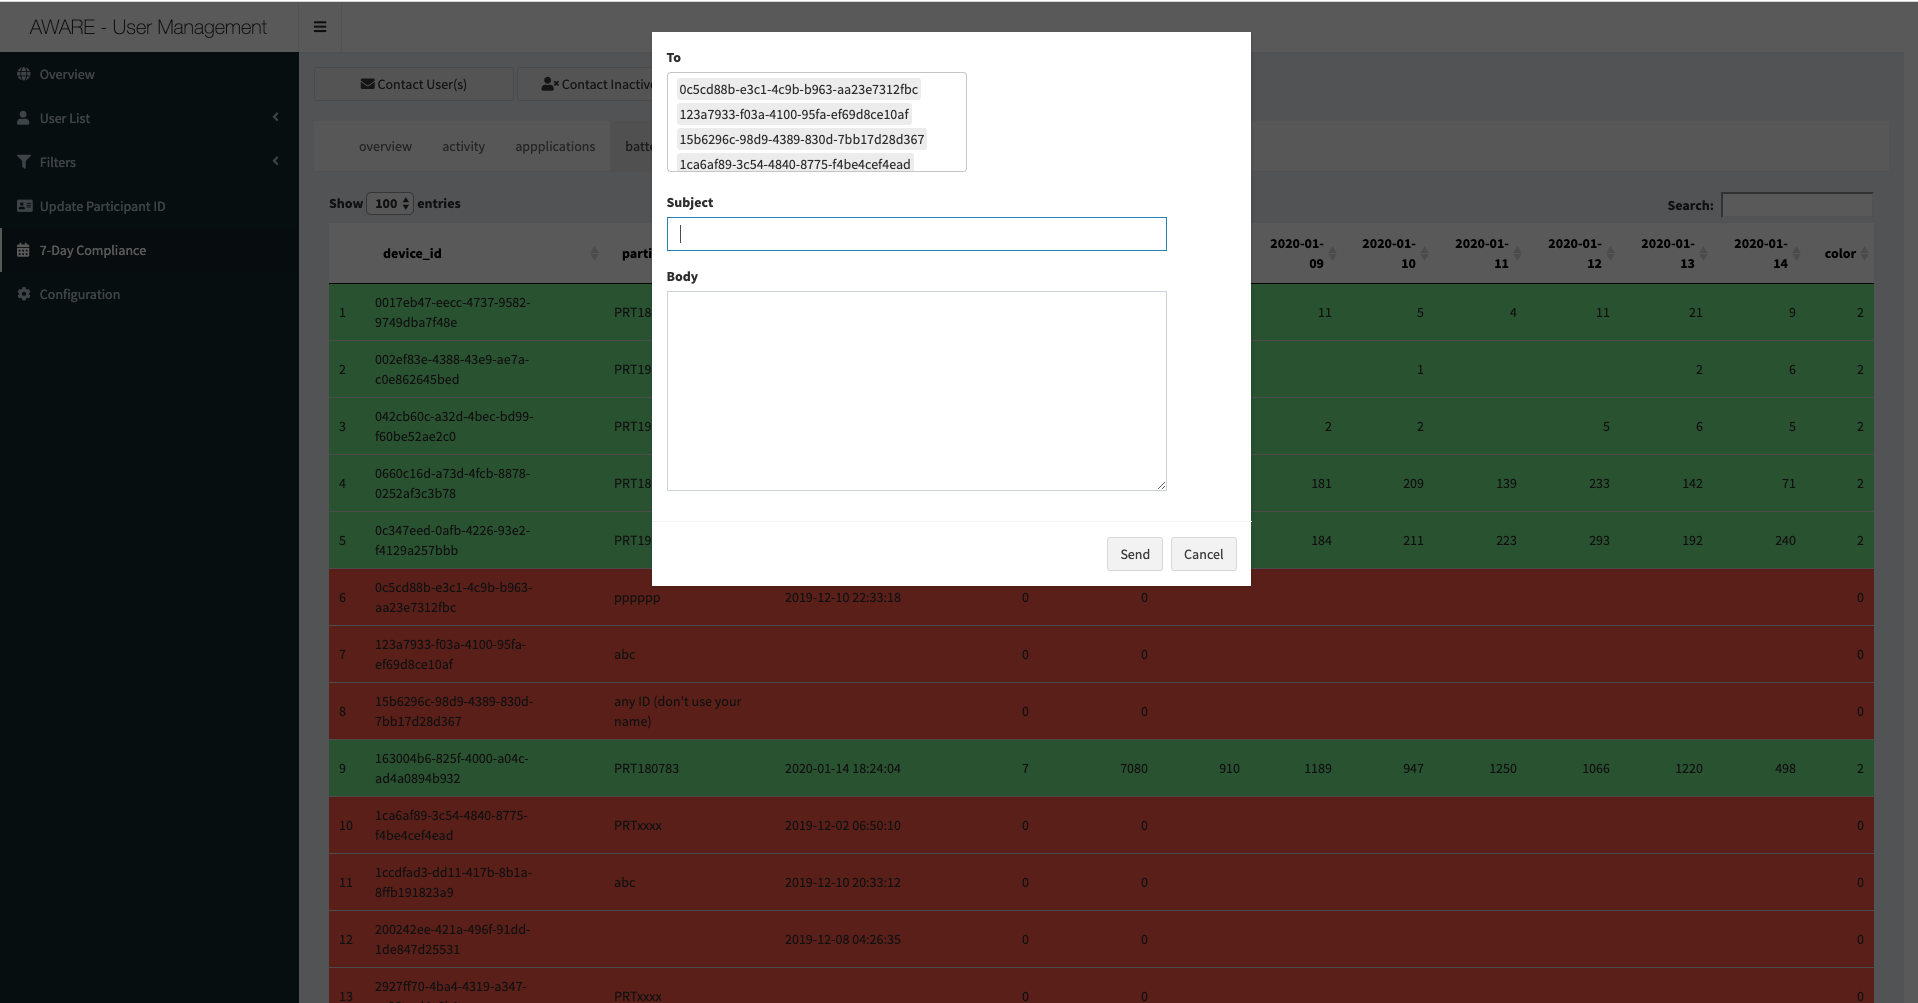 AWARE - User Management
Overview
User List
Filters
Update Participant ID
7-Day Compliance
Configuration
Contact User(s)
Contact Inactive
overview activity appplications batt
Show 100 entries
Search:
To
0c5cd88b-e3c1-4c9b-b963-aa23e7312fbc
123a7933-f03a-4100-95fa-ef69d8ce10af
15b6296c-98d9-4389-830d-7bb17d28d367
1ca6af89-3c54-4840-8775-f4be4cef4ead
Subject
Body
Send Cancel
device_id parti 2020-01- 2020-01- 2020-01- 2020-01- 2020-01- 2020-01- color
09 10 11 12 13 14
0017eb47-eecc-4737-9582-
1 PRT18 11 5 4 11 21 9 2
9749dba7f48e
002ef83e-4388-43e9-ae7a-
2 PRT19 1 2 6 2
c0e862645bed
042cb60c-a32d-4bec-bd99-
3 PRT19 2 2 5 6 5 2
f60be52ae2c0
0660c16d-a73d-4fcb-8878-
4 PRT18 181 209 139 233 142 71 2
0252af3c3b78
0c347eed-0afb-4226-93e2-
5 PRT19 184 211 223 293 192 240 2
f4129a257bbb
0c5cd88b-e3c1-4c9b-b963-
6 pppppp 2019-12-10 22:33:18 0 0 0
aa23e7312fbc
123a7933-f03a-4100-95fa-
7 abc 0 0 0
ef69d8ce10af
15b6296c-98d9-4389-830d- any ID (don't use your
8 0 0 0
7bb17d28d367 name)
163004b6-825f-4000-a04c-
9 PRT180783 2020-01-14 18:24:04 7 7080 910 1189 947 1250 1066 1220 498 2
ad4a0894b932
1ca6af89-3c54-4840-8775-
10 PRTxxxx 2019-12-02 06:50:10 0 0 0
f4be4cef4ead
1ccdfad3-dd11-417b-8b1a-
11 abc 2019-12-10 20:33:12 0 0 0
8ffb191823a9
200242ee-421a-496f-91dd-
12 2019-12-08 04:26:35 0 0 0
1de847d25531
2927ff70-4ba4-4319-a347-
13 PRTxxxx 0 0 0